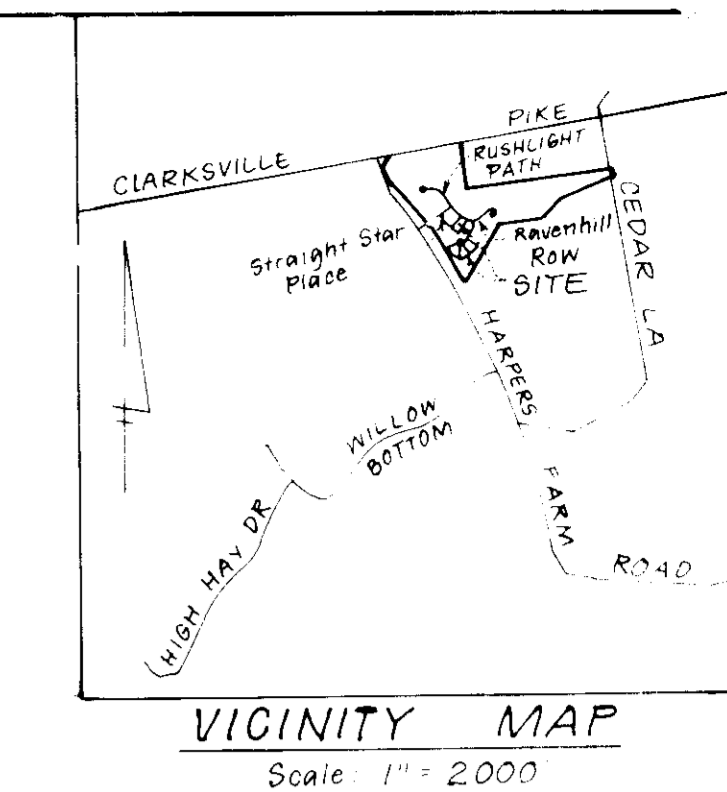 PIKE
CLARKSVILLE
RUSHLIGHT
PATH
CEDAR LA
Straight Star
Place
Ravenhill
Row
SITE
HARPERS
FARM
ROAD
WILLOW
BOTTOM
HIGH HAY DR
VICINITY MAP
Scale: 1" = 2000'